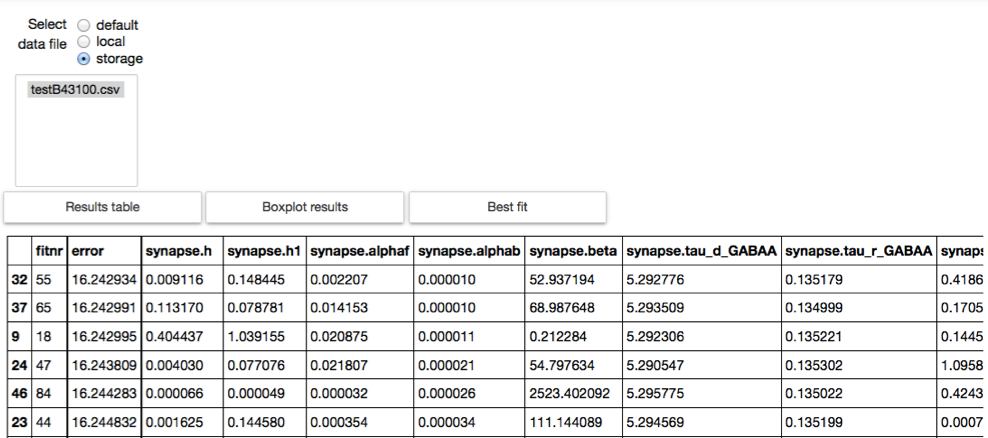 Select default
data file local
storage
testB43100.csv
Results table Boxplot results Best fit
fitnr error synapse.h synapse.h1 synapse.alphaf synapse.alphab synapse.beta synapse.tau_d_GABAA synapse.tau_r_GABAA synaps
32 55 16.242934 0.009116 0.148445 0.002207 0.000010 52.937194 5.292776 0.135179 0.4186
37 65 16.242991 0.113170 0.078781 0.014153 0.000010 68.987648 5.293509 0.134999 0.1705
9 18 16.242995 0.404437 1.039155 0.020875 0.000011 0.212284 5.292306 0.135221 0.1445
24 47 16.243809 0.004030 0.077076 0.021807 0.000021 54.797634 5.290547 0.135302 1.0958
46 84 16.244283 0.000066 0.000049 0.000032 0.000026 2523.402092 5.295775 0.135022 0.4243
23 44 16.244832 0.001625 0.144580 0.000354 0.000034 111.144089 5.294569 0.135199 0.0007